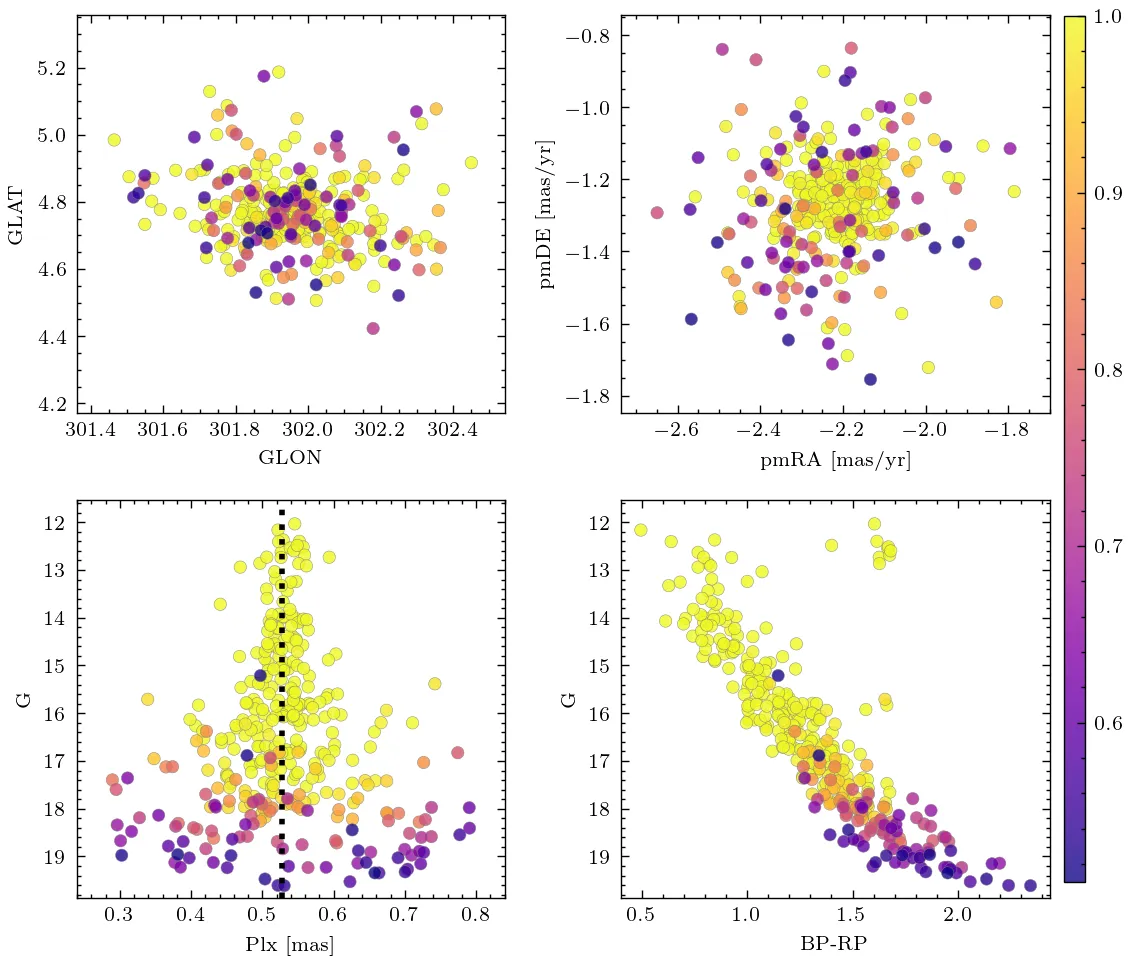 5.2
5.0
4.8
4.6
4.4
4.2
GLAT
301.4 301.6 301.8 302.0 302.2 302.4
GLON
−0.8
−1.0
−1.2
−1.4
−1.6
−1.8
pmDE [mas/yr]
−2.6 −2.4 −2.2 −2.0 −1.8
pmRA [mas/yr]
1.0
0.9
0.8
0.7
0.6
12
13
14
15
16
17
18
19
G
0.3 0.4 0.5 0.6 0.7 0.8
Plx [mas]
12
13
14
15
16
17
18
19
G
0.5 1.0 1.5 2.0
BP-RP